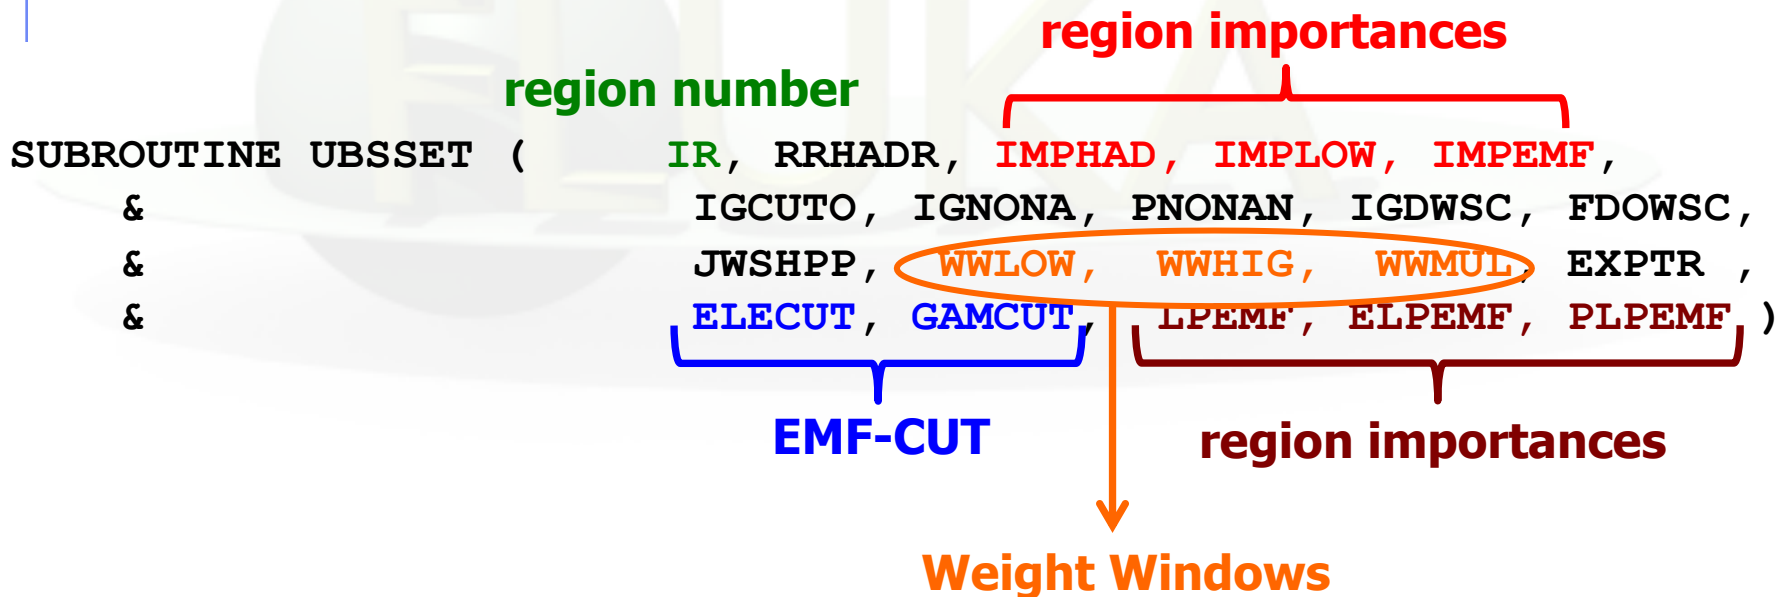 FLUKA
region importances
region number
SUBROUTINE UBSSET ( IR, RRHADR, IMPHAD, IMPLOW, IMPEMF,
& IGCUTO, IGNONA, PNONAN, IGDWSC, FDOWSC,
& JWSHPP, WWLOW, WWHIG, WWMUL, EXPTR ,
& ELECUT, GAMCUT, LPEMF, ELPEMF, PLPEMF )
EMF-CUT
region importances
Weight Windows